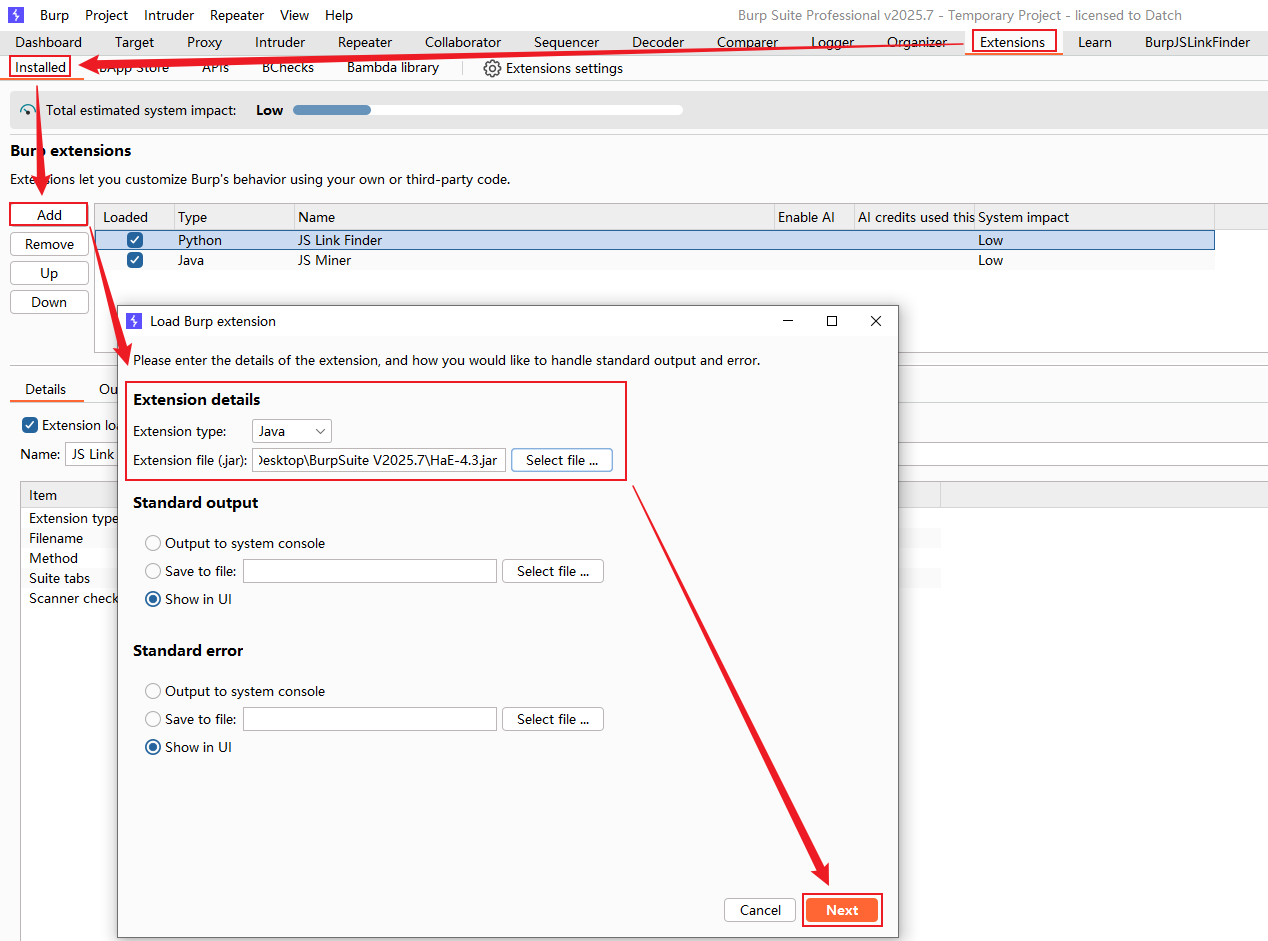 Burp Project Intruder Repeater View Help Burp Suite Professional v2025.7 - Temporary Project - licensed to Datch
Dashboard Target Proxy Intruder Repeater Collaborator Sequencer Decoder Comparer Logger Organizer Extensions Learn BurpJSLinkFinder
Installed BApp Store APIs BChecks Bambda library Extensions settings
Total estimated system impact: Low
Burp extensions
Extensions let you customize Burp's behavior using your own or third-party code.
Add Loaded Type Name Enable AI AI credits used this System impact
Python JS Link Finder Low
Remove
Java JS Miner Low
Up
Down
Load Burp extension
Please enter the details of the extension, and how you would like to handle standard output and error.
Details Ou
Extension details
Extension loa
Extension type: Java
Name: JS Link
Extension file (.jar): Desktop\BurpSuite V2025.7\HaE-4.3.jar Select file ...
Item
Standard output
Extension type
Filename
Output to system console
Method
Save to file: Select file ...
Suite tabs
Scanner check
Show in UI
Standard error
Output to system console
Save to file: Select file ...
Show in UI
Cancel Next